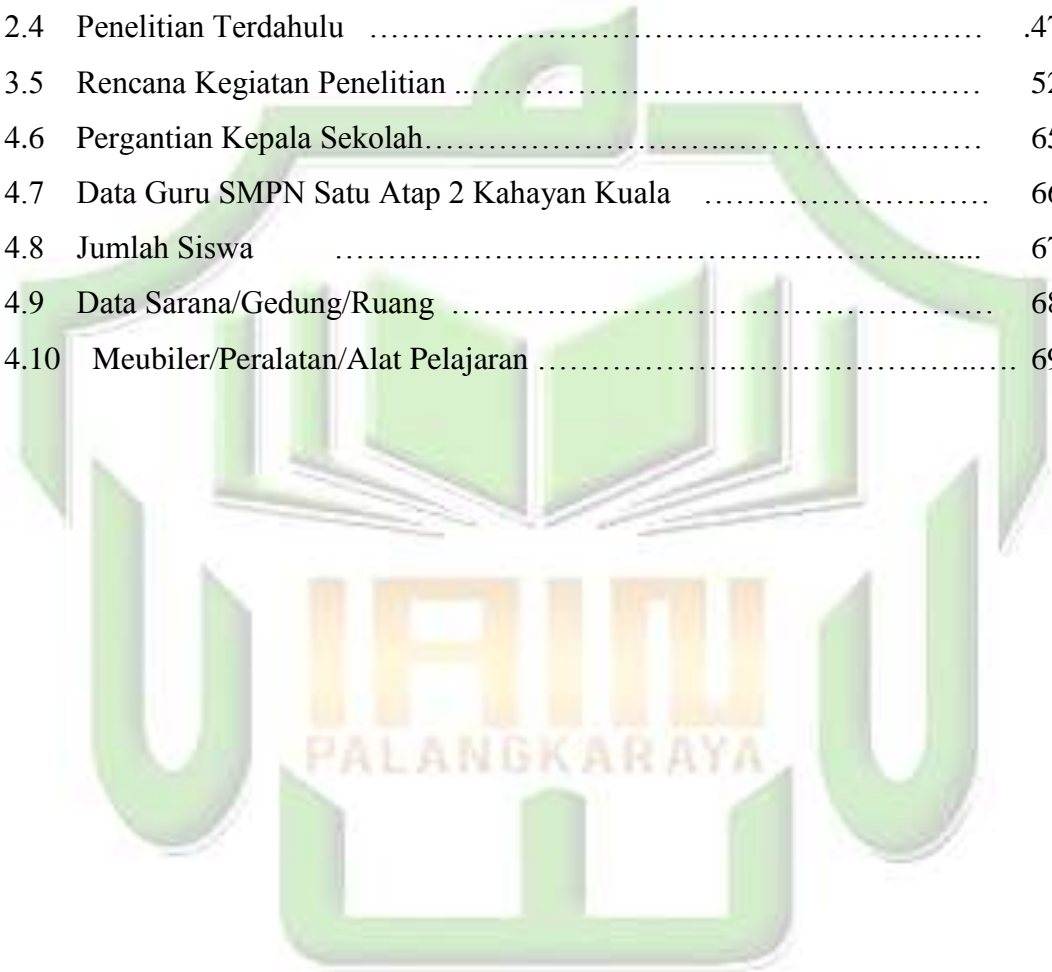 2.4 Penelitian Terdahulu ………….……………………………………… .47
3.5 Rencana Kegiatan Penelitian ..…………………………………… 52
4.6 Pergantian Kepala Sekolah……………………..………………… 65
4.7 Data Guru SMPN Satu Atap 2 Kahayan Kuala ……………………… 66
4.8 Jumlah Siswa ……………………………………………….......... 67
4.9 Data Sarana/Gedung/Ruang ……………………………………………… 68
4.10 Meubiler/Peralatan/Alat Pelajaran ……………….…………………..….. 69
IAIN
PALANGKARAYA